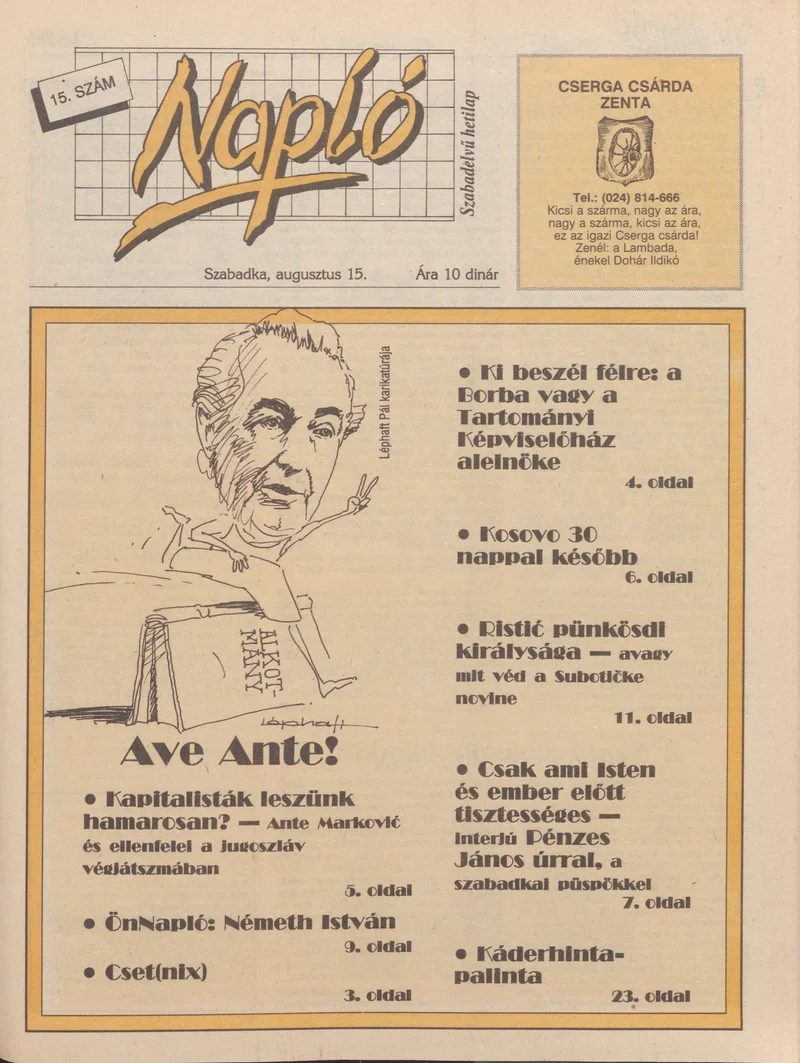 15. SZÁM
Napló
Szabadelvű hetilap
Szabadka, augusztus 15.
Ára 10 dinár
CSERGA CSÁRDA
ZENTA
Tel.: (024) 814-666
Kicsi a szárma, nagy az ára,
nagy a szárma, kicsi az ára,
ez az igazi Cserga csárda!
Zenél: a Lambada,
énekel Dohár Ildikó
Léphaft Pál karikatúrája
ALKOT-
MÁNY
Léphaft
Ave Ante!
• Kapitalisták leszünk
hamarosan? — Ante Marković
és ellenfelei a jugoszláv
végjátszmában
5. oldal
• ÖnNapló: Németh István
9. oldal
• Cset(nix)
3. oldal
• Ki beszél félre: a
Borba vagy a
Tartományi
Képviselőház
alelnöke
4. oldal
• Kosovo 30
nappal később
6. oldal
• Ristić pünkösdi
királysága — avagy
mit véd a Subotičke
novine
11. oldal
• Csak ami Isten
és ember előtt
tisztességes —
interjú Pénzes
János úrral, a
szabadkai püspökkel
7. oldal
• Káderhinta-
palinta
23. oldal